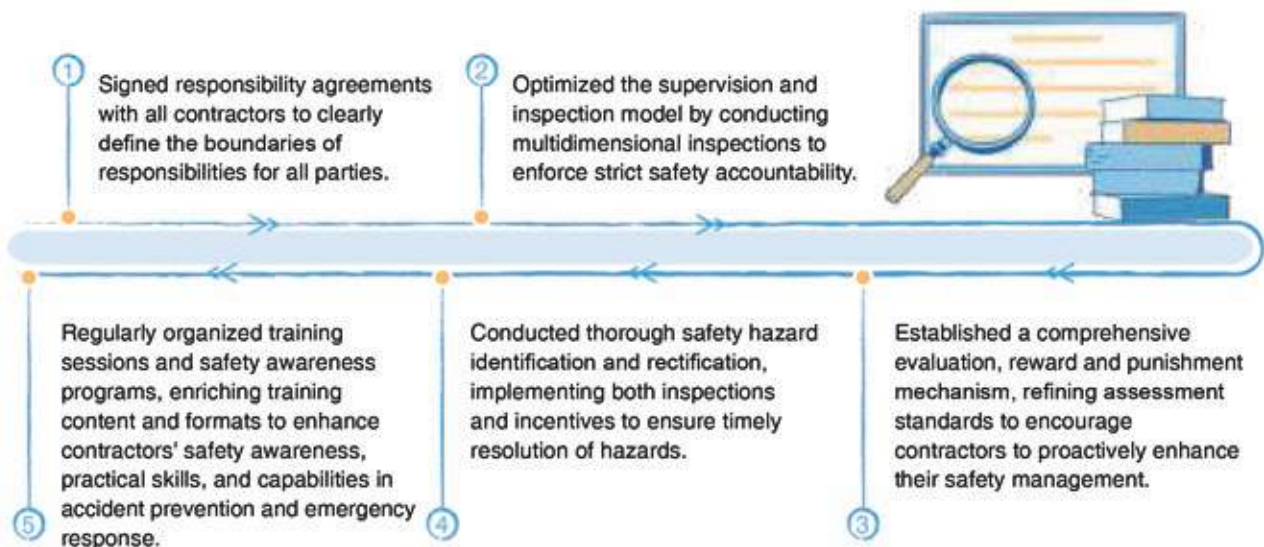 1
Signed responsibility agreements
with all contractors to clearly
define the boundaries of
responsibilities for all parties.
2
Optimized the supervision and
inspection model by conducting
multidimensional inspections to
enforce strict safety accountability.
3
Established a comprehensive
evaluation, reward and punishment
mechanism, refining assessment
standards to encourage
contractors to proactively enhance
their safety management.
4
Conducted thorough safety hazard
identification and rectification,
implementing both inspections
and incentives to ensure timely
resolution of hazards.
5
Regularly organized training
sessions and safety awareness
programs, enriching training
content and formats to enhance
contractors' safety awareness,
practical skills, and capabilities in
accident prevention and emergency
response.